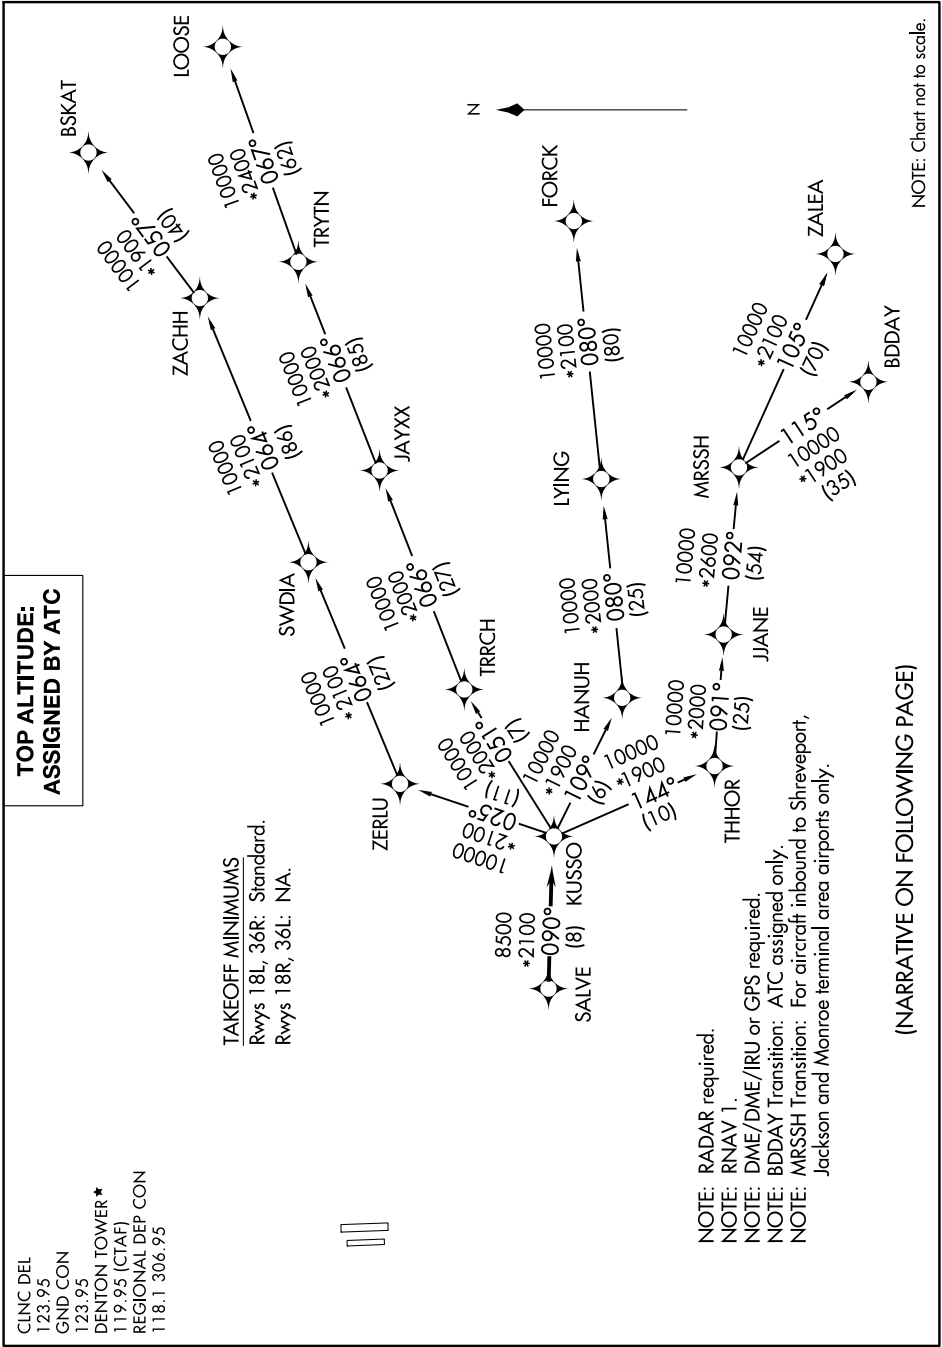 CLNC DEL
123.95
GND CON
123.95
DENTON TOWER★
119.95 (CTAF)
REGIONAL DEP CON
118.1 306.95
TOP ALTITUDE:
ASSIGNED BY ATC
TAKEOFF MINIMUMS
Rwys 18L, 36R: Standard.
Rwys 18R, 36L: NA.
SALVE
8500
*2100
090°
(8)
KUSSO
10000
*2100
025°
(11)
ZERLU
10000
*2100
064°
(27)
SWDIA
10000
*2100
064°
(86)
ZACHH
10000
*1900
057°
(40)
BSKAT
10000
*2000
051°
(7)
TRRCH
10000
*2000
066°
(27)
JAYXX
10000
*2000
066°
(85)
TRYTN
10000
*2400
067°
(62)
LOOSE
N
10000
*1900
109°
(6)
HANUH
10000
*2000
080°
(25)
LYING
10000
*2100
080°
(80)
FORCK
10000
*1900
144°
(10)
THHOR
10000
*2000
091°
(25)
JJANE
10000
*2600
092°
(54)
MRSSH
10000
*2100
105°
(70)
ZALEA
115°
10000
*1900
(35)
BDDAY
NOTE: RADAR required.
NOTE: RNAV 1.
NOTE: DME/DME/IRU or GPS required.
NOTE: BDDAY Transition: ATC assigned only.
NOTE: MRSSH Transition: For aircraft inbound to Shreveport,
Jackson and Monroe terminal area airports only.
(NARRATIVE ON FOLLOWING PAGE)
NOTE: Chart not to scale.